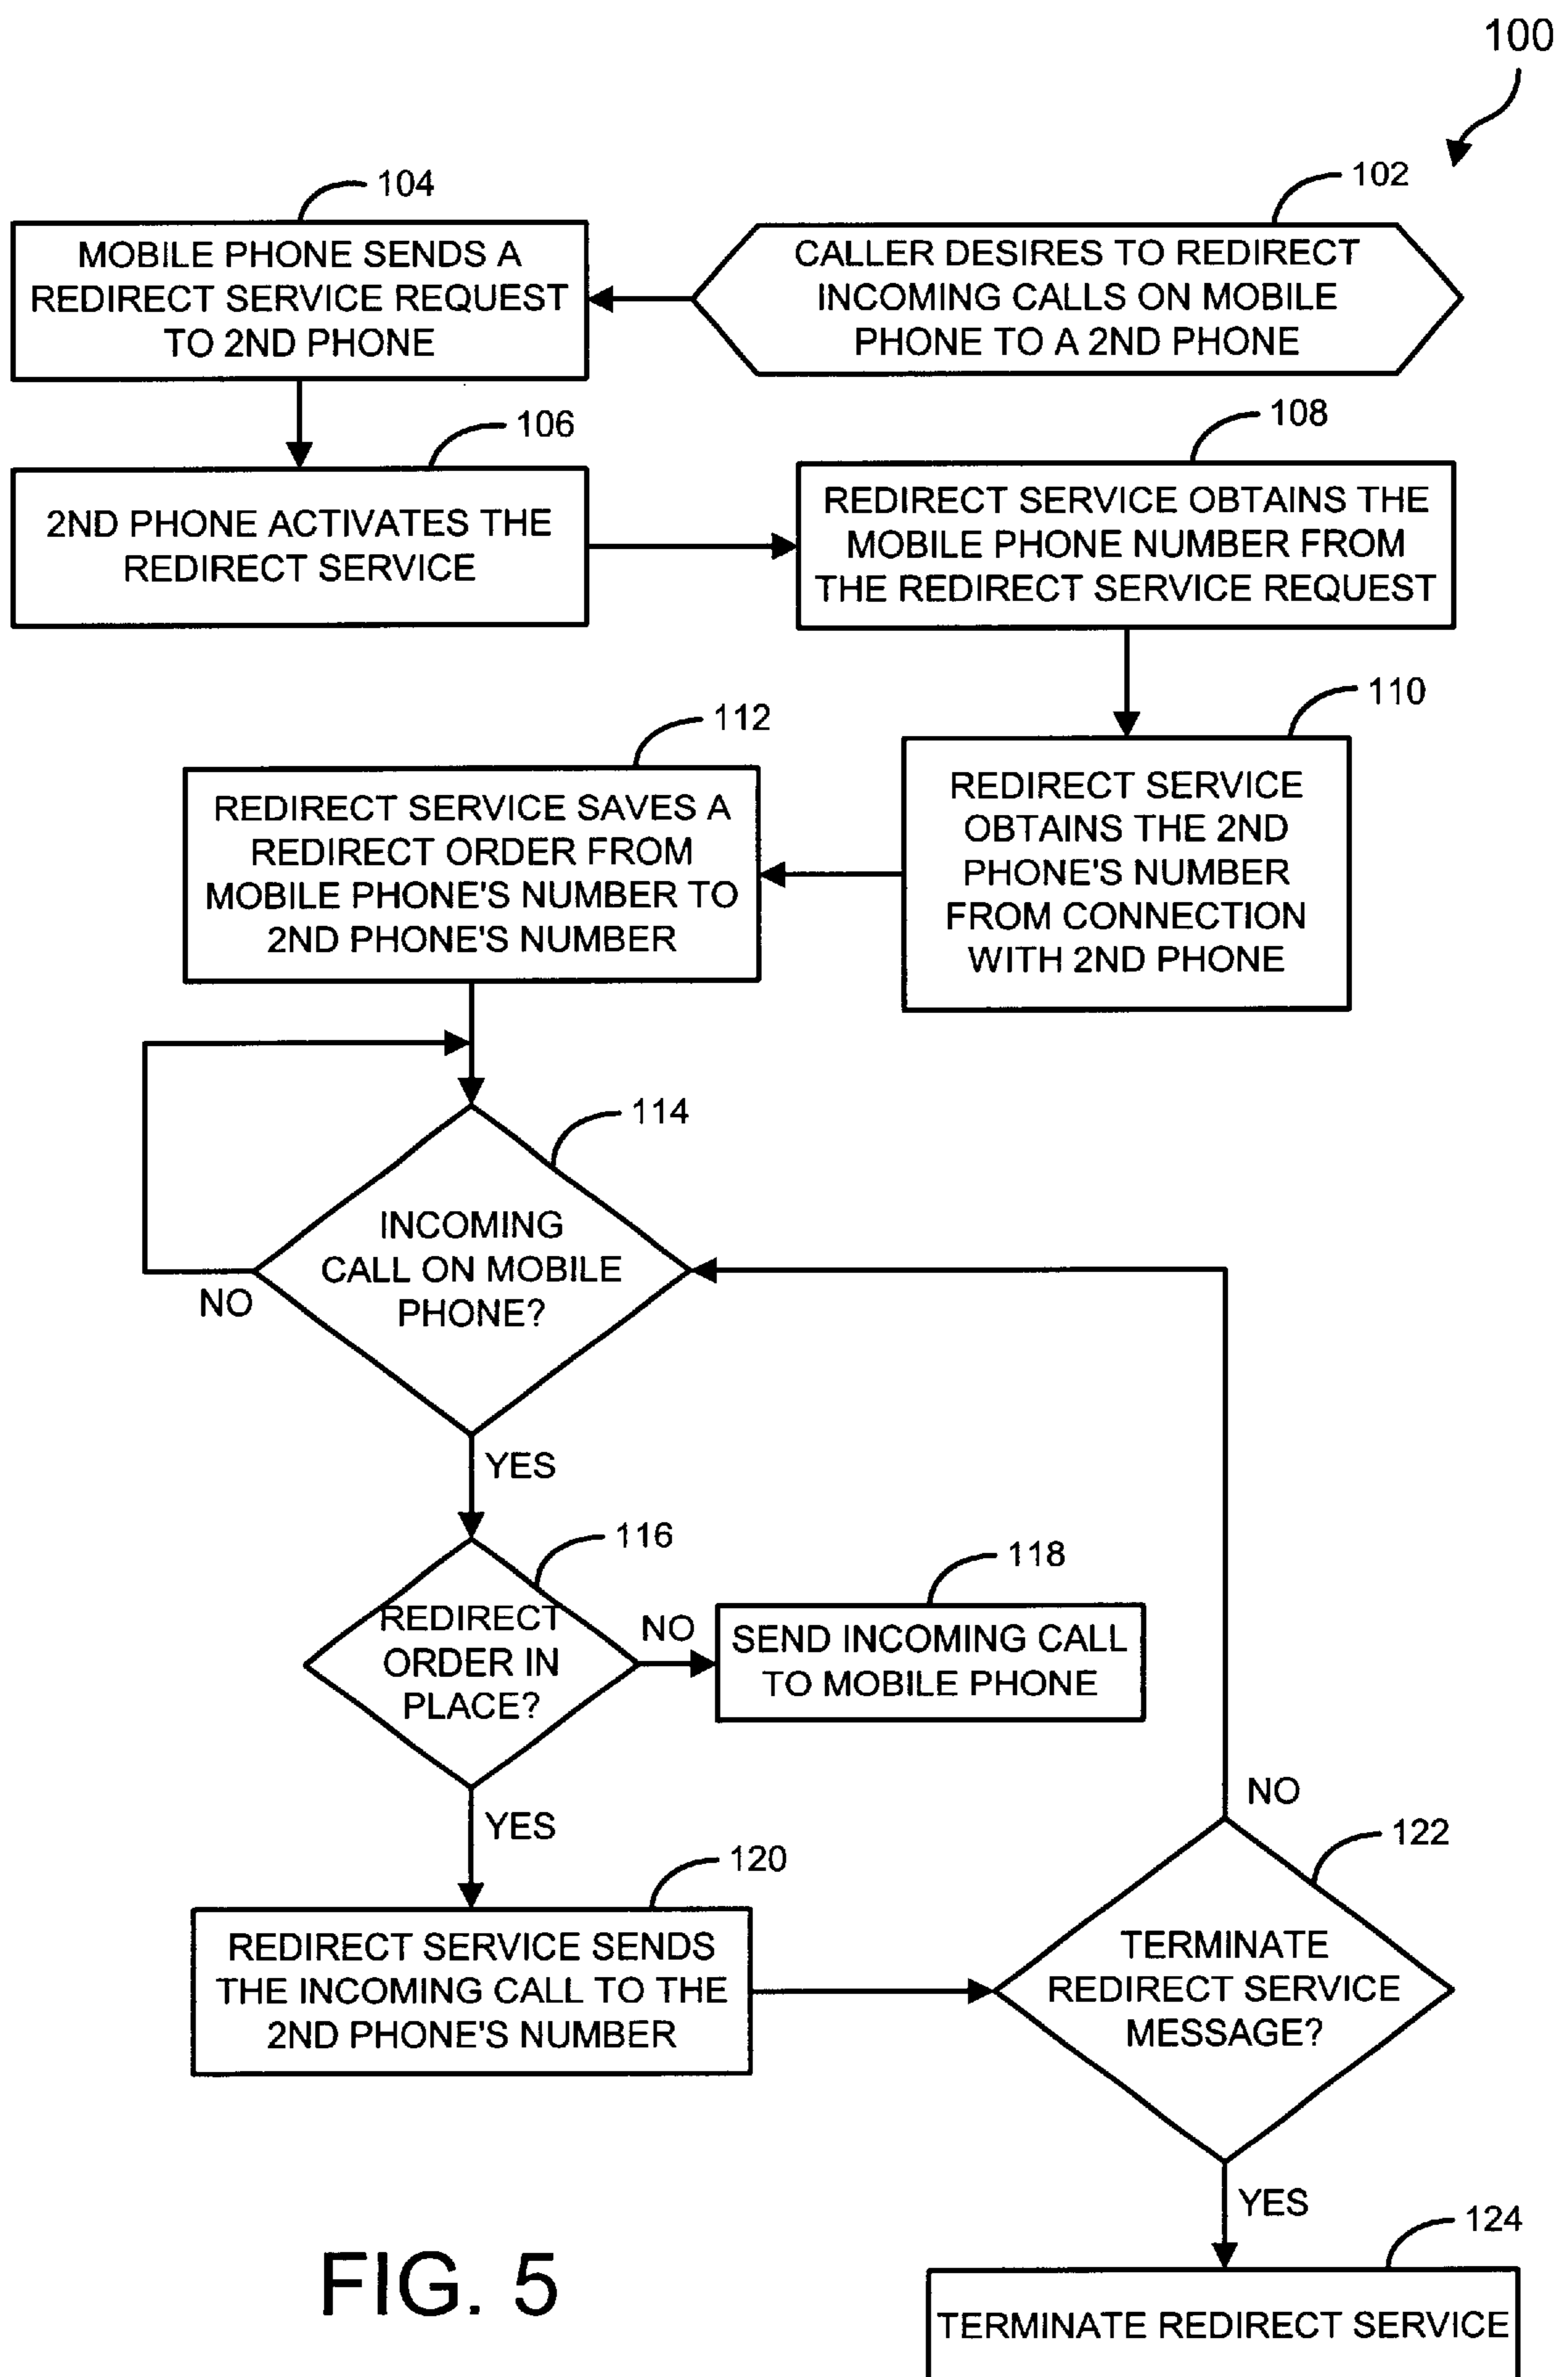 100
104
102
MOBILE PHONE SENDS A
REDIRECT SERVICE REQUEST
TO 2ND PHONE
CALLER DESIRES TO REDIRECT
INCOMING CALLS ON MOBILE
PHONE TO A 2ND PHONE
106
108
2ND PHONE ACTIVATES THE
REDIRECT SERVICE
REDIRECT SERVICE OBTAINS THE
MOBILE PHONE NUMBER FROM
THE REDIRECT SERVICE REQUEST
110
112
REDIRECT SERVICE
OBTAINS THE 2ND
PHONE'S NUMBER
FROM CONNECTION
WITH 2ND PHONE
REDIRECT SERVICE SAVES A
REDIRECT ORDER FROM
MOBILE PHONE'S NUMBER TO
2ND PHONE'S NUMBER
114
INCOMING
CALL ON MOBILE
PHONE?
NO
YES
116
REDIRECT
ORDER IN
PLACE?
NO
118
SEND INCOMING CALL
TO MOBILE PHONE
YES
120
REDIRECT SERVICE SENDS
THE INCOMING CALL TO THE
2ND PHONE'S NUMBER
NO
122
TERMINATE
REDIRECT SERVICE
MESSAGE?
YES
124
TERMINATE REDIRECT SERVICE
FIG. 5